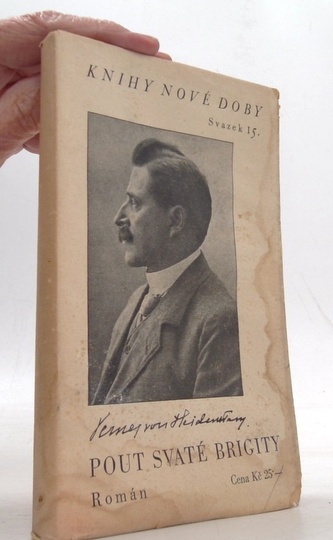 KNIHY NOVÉ DOBY
Svazek 15.
Verner von Heidenstam
POUT SVATÉ BRIGITY
Román
Cena Kč 25·—